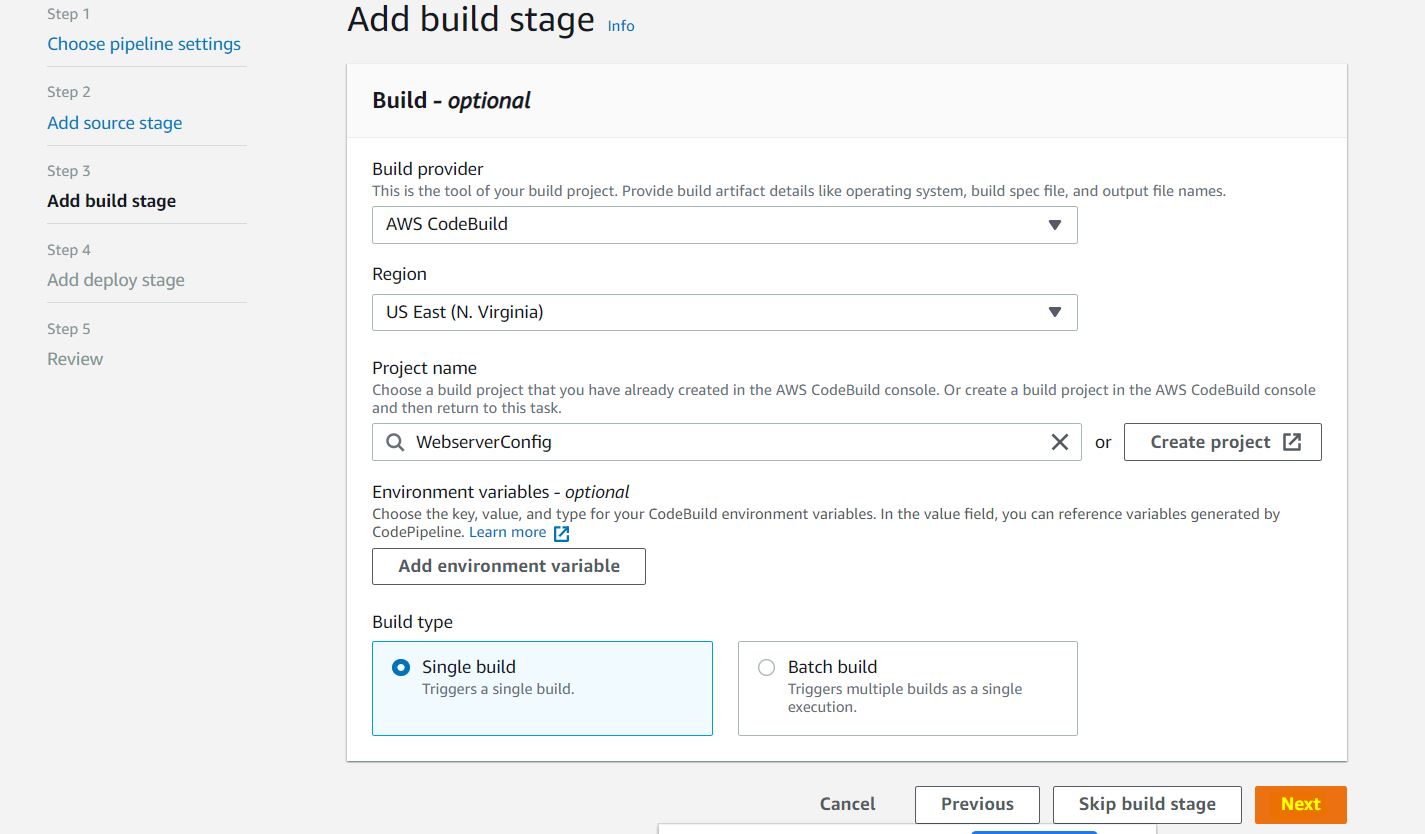 Step 1
Choose pipeline settings
Step 2
Add source stage
Step 3
Add build stage
Step 4
Add deploy stage
Step 5
Review
Add build stage Info
Build - optional
Build provider
This is the tool of your build project. Provide build artifact details like operating system, build spec file, and output file names.
AWS CodeBuild
Region
US East (N. Virginia)
Project name
Choose a build project that you have already created in the AWS CodeBuild console. Or create a build project in the AWS CodeBuild console
and then return to this task.
WebserverConfig or Create project
Environment variables - optional
Choose the key, value, and type for your CodeBuild environment variables. In the value field, you can reference variables generated by
CodePipeline. Learn more
Add environment variable
Build type
Single build
Triggers a single build.
Batch build
Triggers multiple builds as a single
execution.
Cancel Previous Skip build stage Next